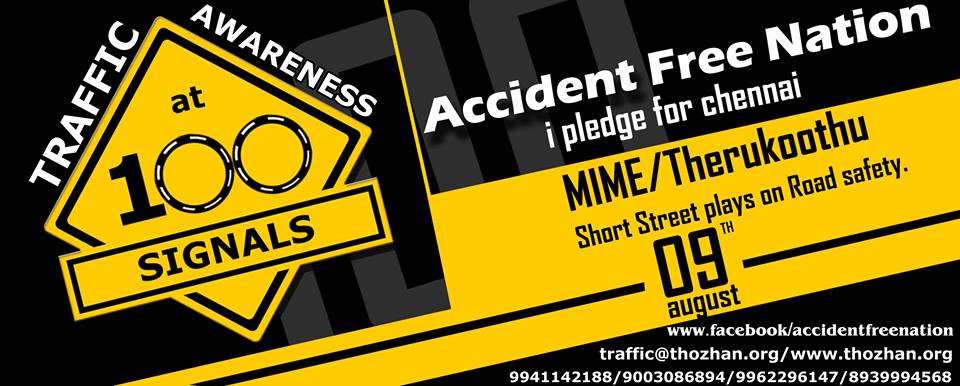 TRAFFIC AWARENESS
at
100
SIGNALS
Accident Free Nation
i pledge for chennai
MIME/Therukoothu
Short Street plays on Road safety.
09TH
august
www.facebook/accidentfreenation
traffic@thozhan.org/www.thozhan.org
9941142188/9003086894/9962296147/8939994568